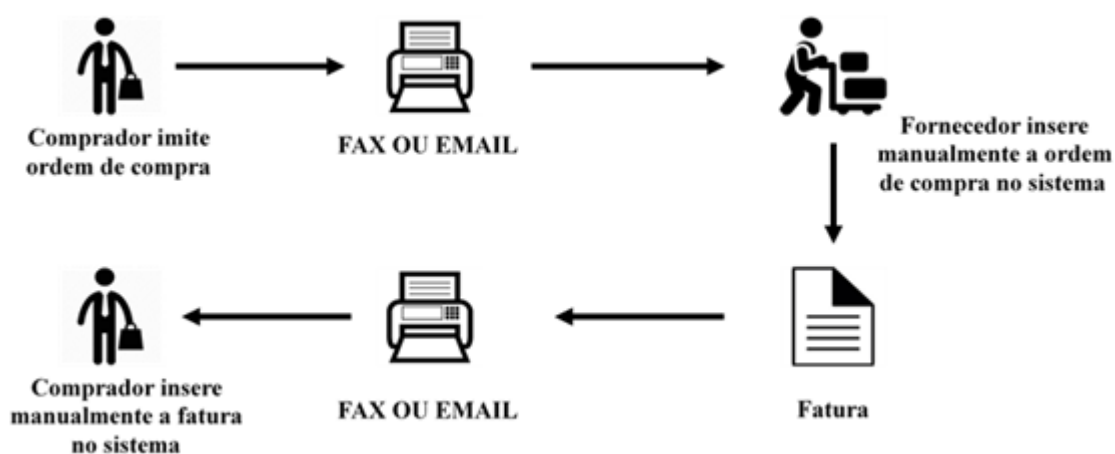 Comprador imite
ordem de compra
FAX OU EMAIL
Fornecedor insere
manualmente a ordem
de compra no sistema
Comprador insere
manualmente a fatura
no sistema
FAX OU EMAIL
Fatura